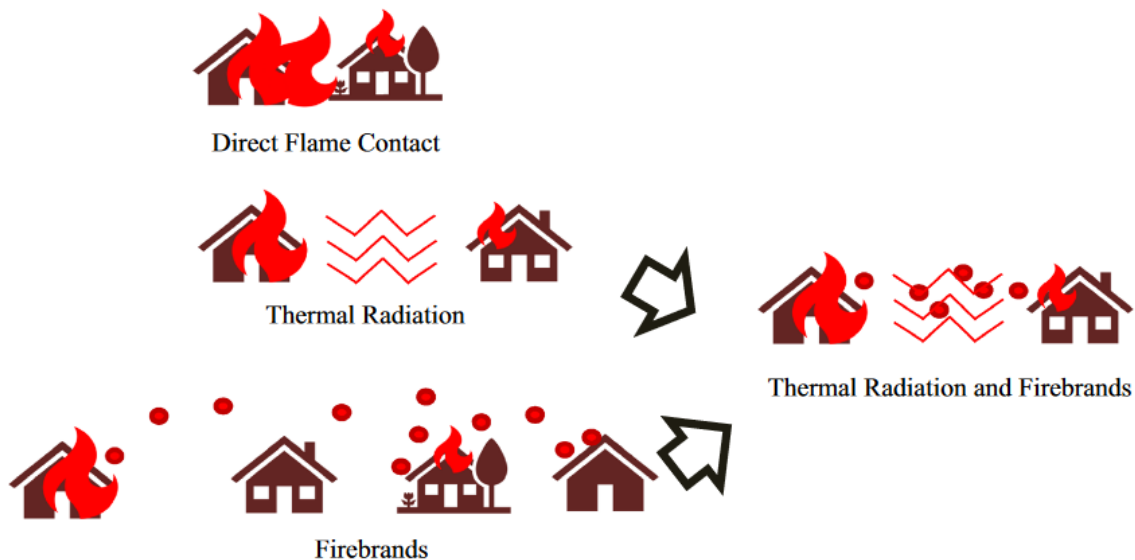 Direct Flame Contact
Thermal Radiation
Thermal Radiation and Firebrands
Firebrands